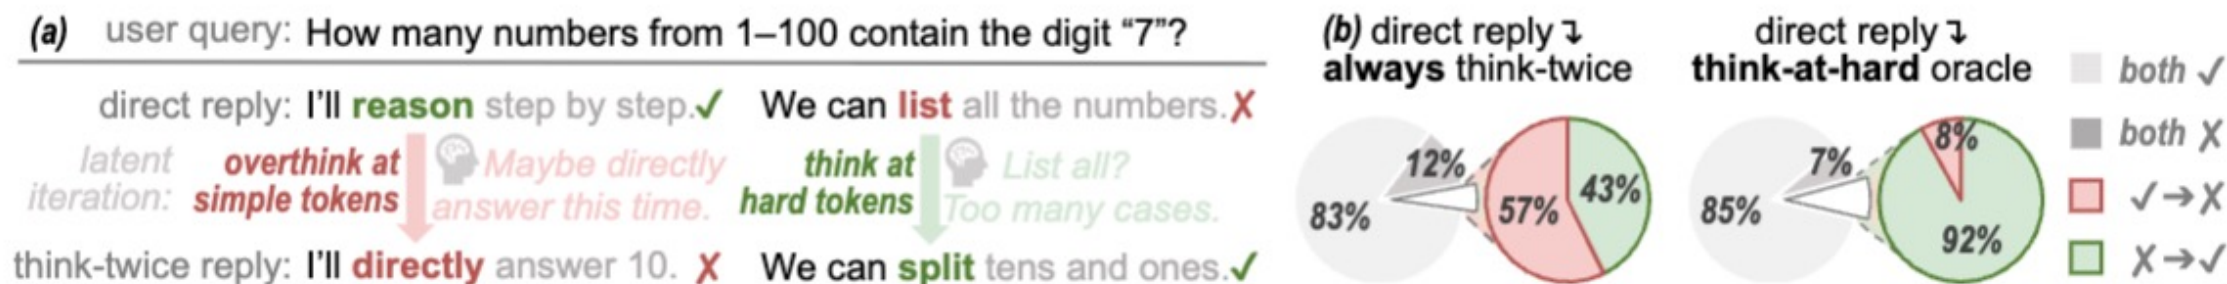 (a) user query: How many numbers from 1–100 contain the digit “7”?
direct reply: I’ll reason step by step.✓ We can list all the numbers.✗
latent iteration: overthink at simple tokens Maybe directly answer this time. think at hard tokens List all? Too many cases.
think-twice reply: I’ll directly answer 10. ✗ We can split tens and ones.✓
(b) direct reply ↴
always think-twice
83%
12%
57%
43%
direct reply ↴
think-at-hard oracle
85%
7%
8%
92%
both ✓
both ✗
✓→✗
✗→✓